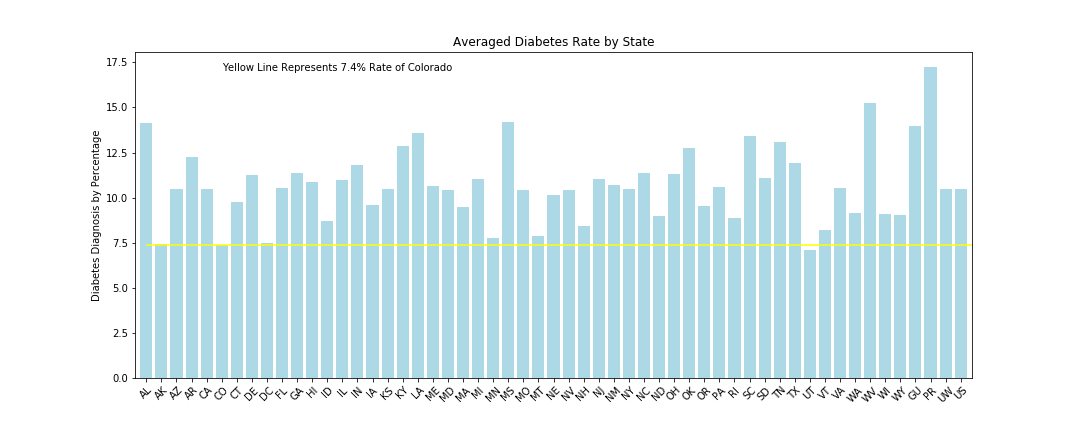 Averaged Diabetes Rate by State
Yellow Line Represents 7.4% Rate of Colorado
Diabetes Diagnosis by Percentage
17.5
15.0
12.5
10.0
7.5
5.0
2.5
0.0
AL AK AZ AR CA CO CT DE DC FL GA HI ID IL IN IA KS KY LA ME MD MA MI MN MS MO MT NE NV NH NJ NM NY NC ND OH OK OR PA RI SC SD TN TX UT VT VA WA WV WI WY GU PR UW US